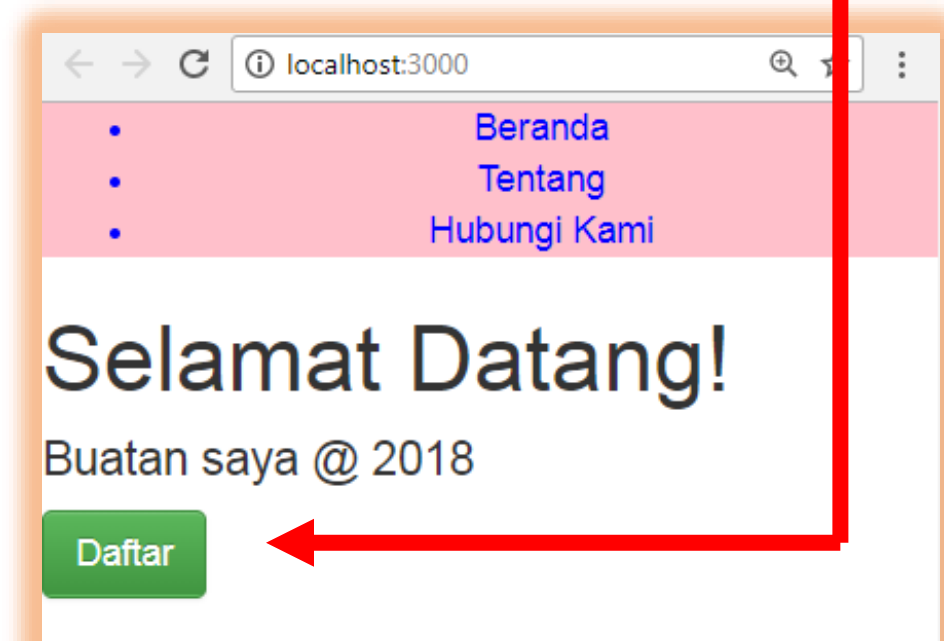 localhost:3000
• Beranda
• Tentang
• Hubungi Kami
Selamat Datang!
Buatan saya @ 2018
Daftar